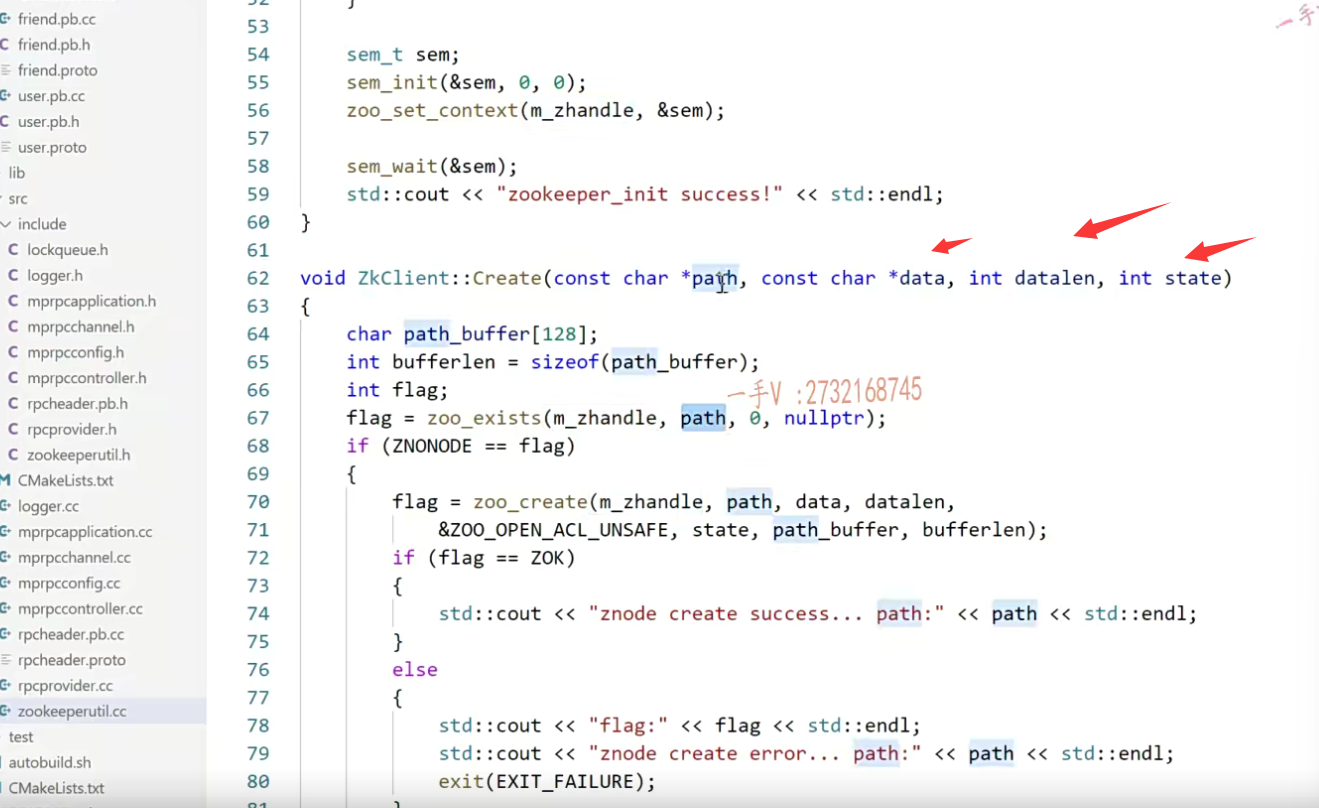 friend.pb.cc
friend.pb.h
friend.proto
user.pb.cc
user.pb.h
user.proto
lib
src
include
lockqueue.h
logger.h
mprpcapplication.h
mprpcchannel.h
mprpcconfig.h
mprpccontroller.h
rpcheader.pb.h
rpcprovider.h
zookeeperutil.h
CMakeLists.txt
logger.cc
mprpcapplication.cc
mprpcchannel.cc
mprpcconfig.cc
mprpccontroller.cc
rpcheader.pb.cc
rpcheader.proto
rpcprovider.cc
zookeeperutil.cc
test
autobuild.sh
CMakeLists.txt
52 }
53
54 sem_t sem;
55 sem_init(&sem, 0, 0);
56 zoo_set_context(m_zhandle, &sem);
57
58 sem_wait(&sem);
59 std::cout << "zookeeper_init success!" << std::endl;
60 }
61
62 void ZkClient::Create(const char *path, const char *data, int datalen, int state)
63 {
64 char path_buffer[128];
65 int bufferlen = sizeof(path_buffer);
66 int flag;
一手V :2732168745
67 flag = zoo_exists(m_zhandle, path, 0, nullptr);
68 if (ZNONODE == flag)
69 {
70 flag = zoo_create(m_zhandle, path, data, datalen,
71 &ZOO_OPEN_ACL_UNSAFE, state, path_buffer, bufferlen);
72 if (flag == ZOK)
73 {
74 std::cout << "znode create success... path:" << path << std::endl;
75 }
76 else
77 {
78 std::cout << "flag:" << flag << std::endl;
79 std::cout << "znode create error... path:" << path << std::endl;
80 exit(EXIT_FAILURE);
81 }
一手